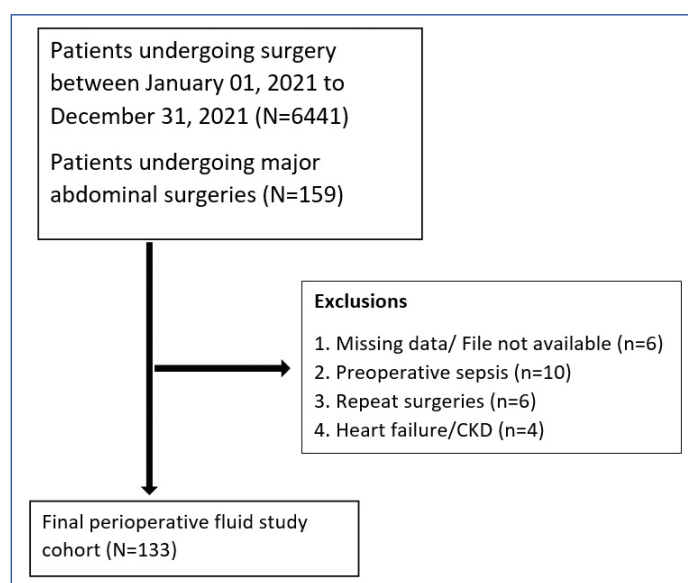 Patients undergoing surgery
between January 01, 2021 to
December 31, 2021 (N=6441)
Patients undergoing major
abdominal surgeries (N=159)
Exclusions
1. Missing data/ File not available (n=6)
2. Preoperative sepsis (n=10)
3. Repeat surgeries (n=6)
4. Heart failure/CKD (n=4)
Final perioperative fluid study
cohort (N=133)